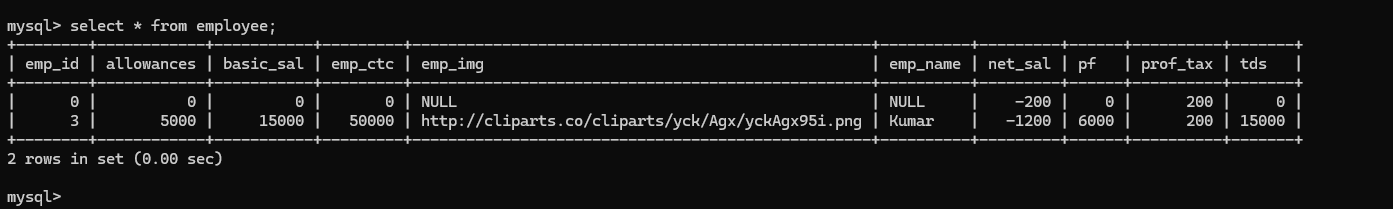 mysql> select * from employee;
+--------+------------+-----------+---------+------------------------------------------------+----------+---------+------+----------+-------+
| emp_id | allowances | basic_sal | emp_ctc | emp_img                                        | emp_name | net_sal | pf   | prof_tax | tds   |
+--------+------------+-----------+---------+------------------------------------------------+----------+---------+------+----------+-------+
|      0 |          0 |         0 |       0 | NULL                                           | NULL     |    -200 |    0 |      200 |     0 |
|      3 |       5000 |     15000 |   50000 | http://cliparts.co/cliparts/yck/Agx/yckAgx95i.png | Kumar    |   -1200 | 6000 |      200 | 15000 |
+--------+------------+-----------+---------+------------------------------------------------+----------+---------+------+----------+-------+
2 rows in set (0.00 sec)
mysql>